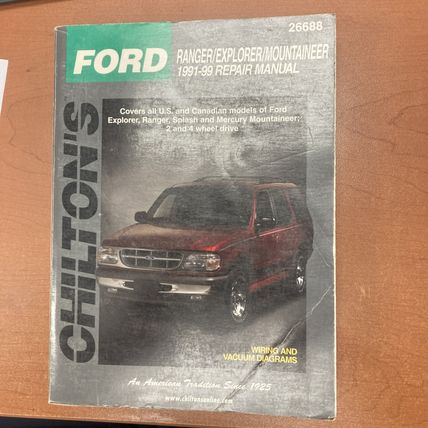 26688
FORD
RANGER/EXPLORER/MOUNTAINEER
1991-99 REPAIR MANUAL
Covers all U.S. and Canadian models of Ford
Explorer, Ranger, Splash and Mercury Mountaineer;
2 and 4 wheel drive
CHILTON'S
WIRING AND
VACUUM DIAGRAMS
An American Tradition Since 1925
www.chiltonsonline.com